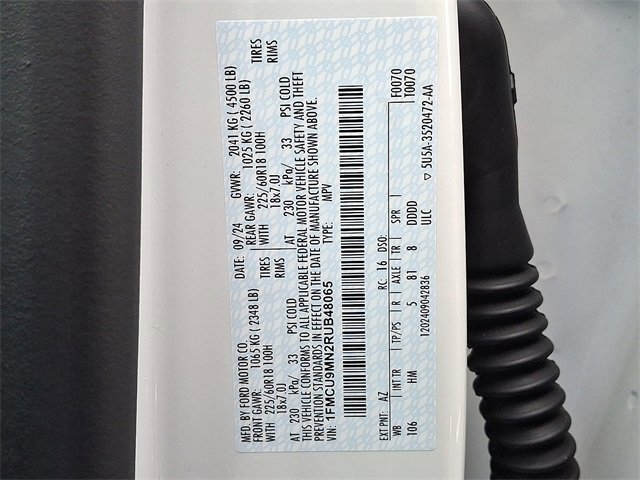 MFD. BY FORD MOTOR CO. DATE: 09/24 GVWR: 2041 KG ( 4500 LB)
FRONT GAWR: 1065 KG ( 2348 LB) REAR GAWR: 1025 KG ( 2260 LB)
WITH 225/60R18 100H TIRES WITH 225/60R18 100H TIRES
18x7.0J RIMS 18x7.0J RIMS
AT 230 kPa/ 33 PSI COLD AT 230 kPa/ 33 PSI COLD
THIS VEHICLE CONFORMS TO ALL APPLICABLE FEDERAL MOTOR VEHICLE SAFETY AND THEFT
PREVENTION STANDARDS IN EFFECT ON THE DATE OF MANUFACTURE SHOWN ABOVE.
VIN: 1FMCU9MN2RUB48065 TYPE: MPV
EXT PNT: AZ RC: 16 DSO: F0070
WB INTR TP/PS R AXLE TR SPR T0070
106 HM 5 81 8 DDDD
1202409042836 ULC ▽ 5U5A-3520472-AA